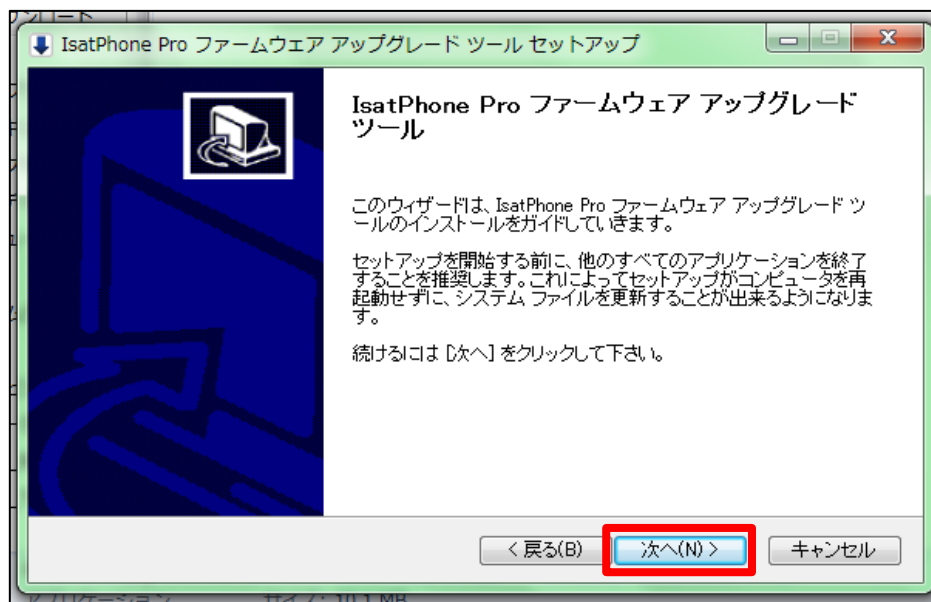 IsatPhone Pro ファームウェア アップグレード ツール セットアップ
IsatPhone Pro ファームウェア アップグレード
ツール
このウィザードは、IsatPhone Pro ファームウェア アップグレード ツ
ールのインストールをガイドしていきます。
セットアップを開始する前に、他のすべてのアプリケーションを終了
することを推奨します。これによってセットアップがコンピュータを再
起動せずに、システム ファイルを更新することが出来るようになりま
す。
続けるには [次へ] をクリックして下さい。
< 戻る(B)
次へ(N) >
キャンセル
サイズ: 10.1 MB